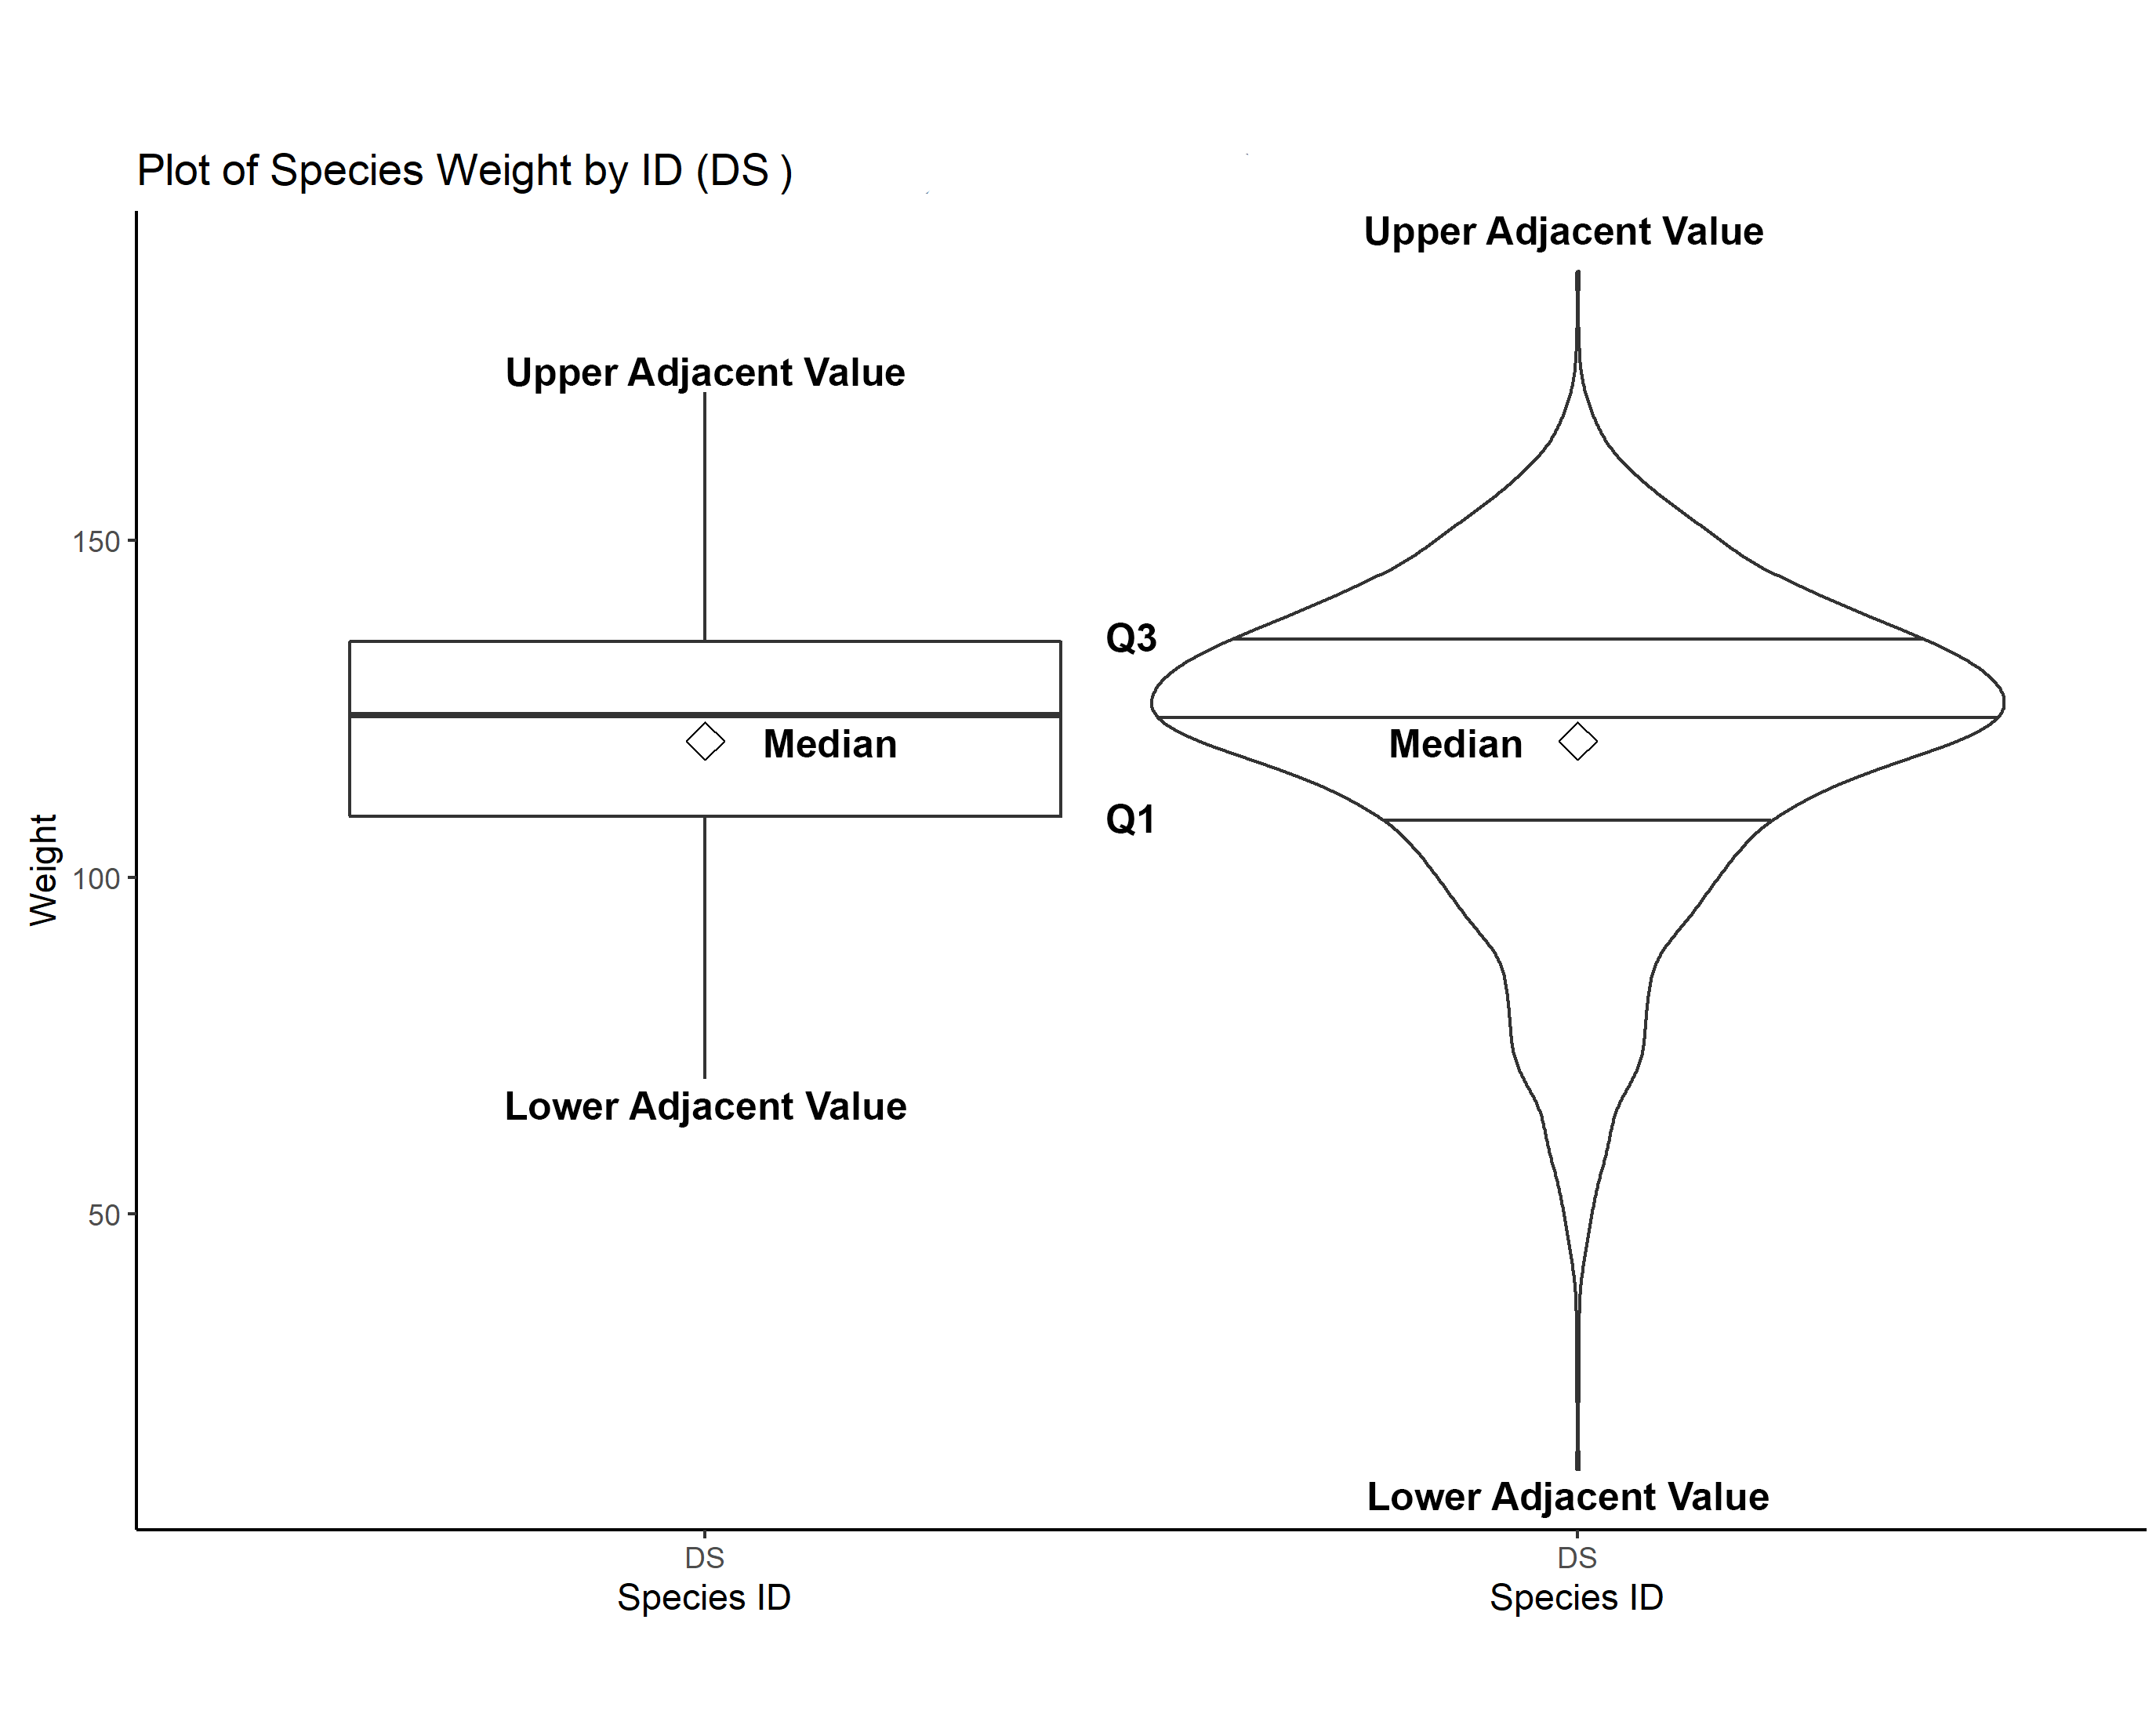 Plot of Species Weight by ID (DS )
Upper Adjacent Value
Upper Adjacent Value
150
Q3
Median
Median
Q1
Weight
100
Lower Adjacent Value
50
Lower Adjacent Value
DS
DS
Species ID
Species ID